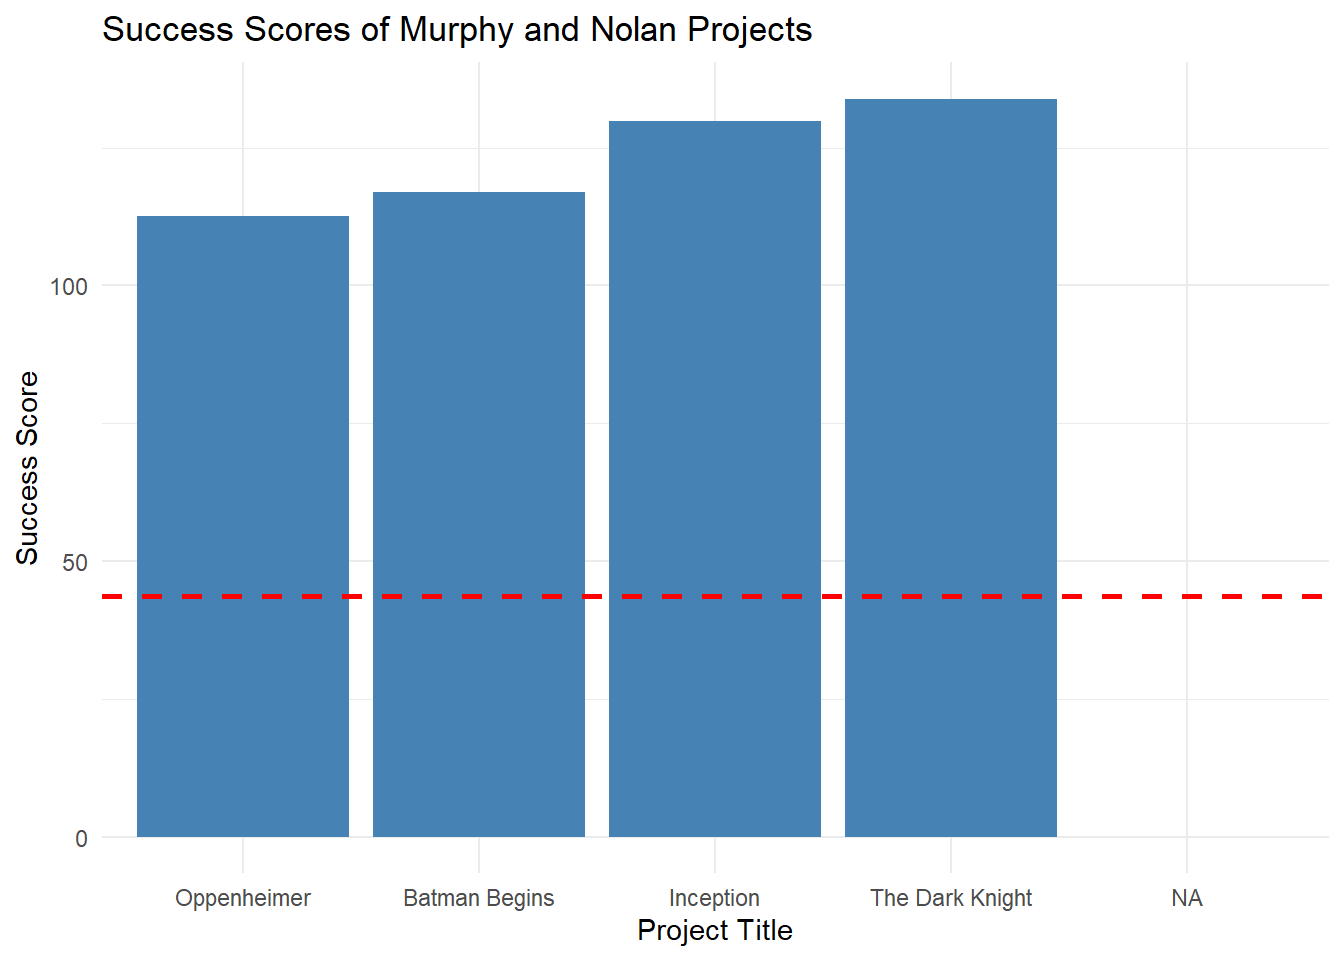 Success Scores of Murphy and Nolan Projects
Success Score
100
50
0
Oppenheimer
Batman Begins
Inception
The Dark Knight
NA
Project Title